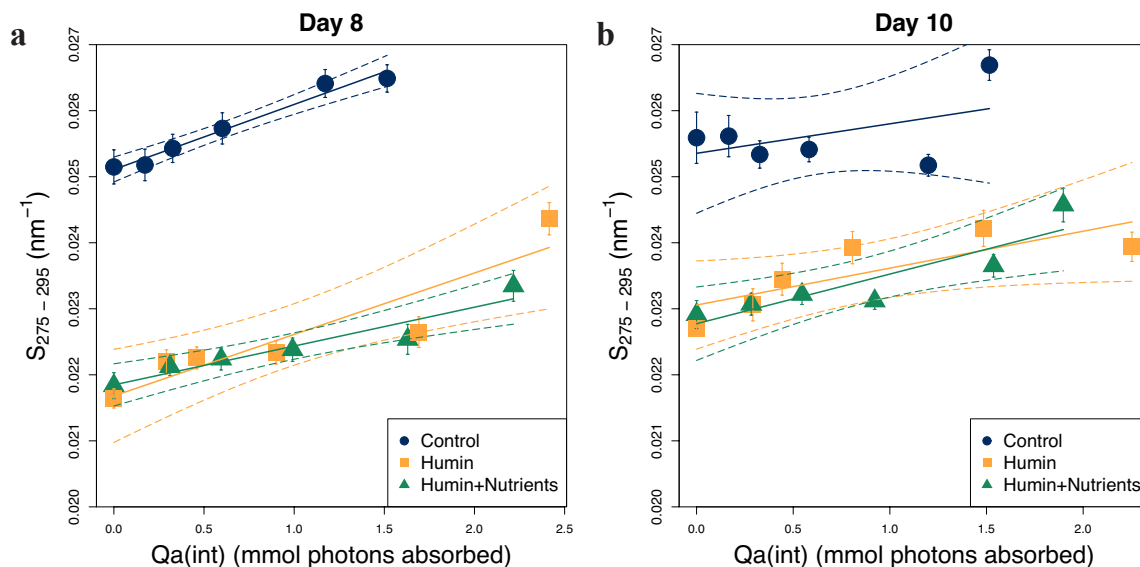 a
Day 8
S275 – 295 (nm−1)
0.020
0.021
0.022
0.023
0.024
0.025
0.026
0.027
0.0 0.5 1.0 1.5 2.0 2.5
Qa(int) (mmol photons absorbed)
Control
Humin
Humin+Nutrients
b
Day 10
S275 – 295 (nm−1)
0.020
0.021
0.022
0.023
0.024
0.025
0.026
0.027
0.0 0.5 1.0 1.5 2.0
Qa(int) (mmol photons absorbed)
Control
Humin
Humin+Nutrients